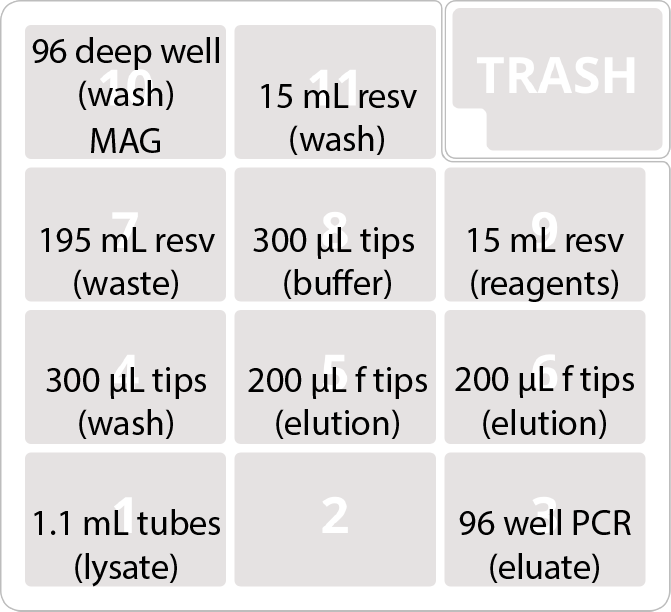 10
96 deep well
(wash)
MAG
11
15 mL resv
(wash)
TRASH
7
195 mL resv
(waste)
8
300 µL tips
(buffer)
9
15 mL resv
(reagents)
4
300 µL tips
(wash)
5
200 µL f tips
(elution)
6
200 µL f tips
(elution)
1
1.1 mL tubes
(lysate)
2
3
96 well PCR
(eluate)